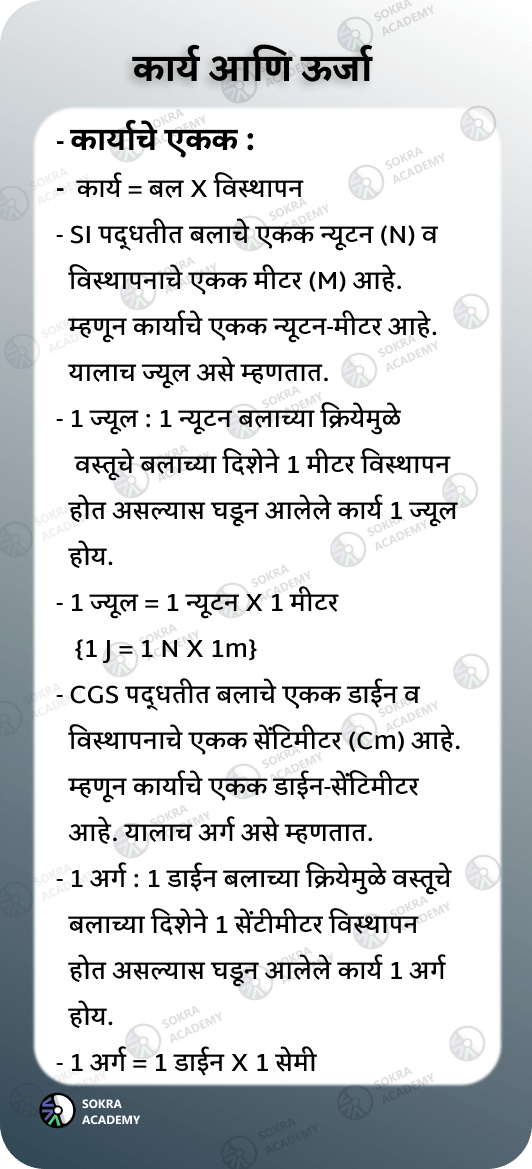 कार्य आणि ऊर्जा
- कार्याचे एकक :
- कार्य = बल X विस्थापन
- SI पद्धतीत बलाचे एकक न्यूटन (N) व
विस्थापनाचे एकक मीटर (M) आहे.
म्हणून कार्याचे एकक न्यूटन-मीटर आहे.
यालाच ज्यूल असे म्हणतात.
- 1 ज्यूल : 1 न्यूटन बलाच्या क्रियेमुळे
वस्तूचे बलाच्या दिशेने 1 मीटर विस्थापन
होत असल्यास घडून आलेले कार्य 1 ज्यूल
होय.
- 1 ज्यूल = 1 न्यूटन X 1 मीटर
{1 J = 1 N X 1m}
- CGS पद्धतीत बलाचे एकक डाईन व
विस्थापनाचे एकक सेंटिमीटर (Cm) आहे.
म्हणून कार्याचे एकक डाईन-सेंटिमीटर
आहे. यालाच अर्ग असे म्हणतात.
- 1 अर्ग : 1 डाईन बलाच्या क्रियेमुळे वस्तूचे
बलाच्या दिशेने 1 सेंटीमीटर विस्थापन
होत असल्यास घडून आलेले कार्य 1 अर्ग
होय.
- 1 अर्ग = 1 डाईन X 1 सेमी
SOKRA
ACADEMY